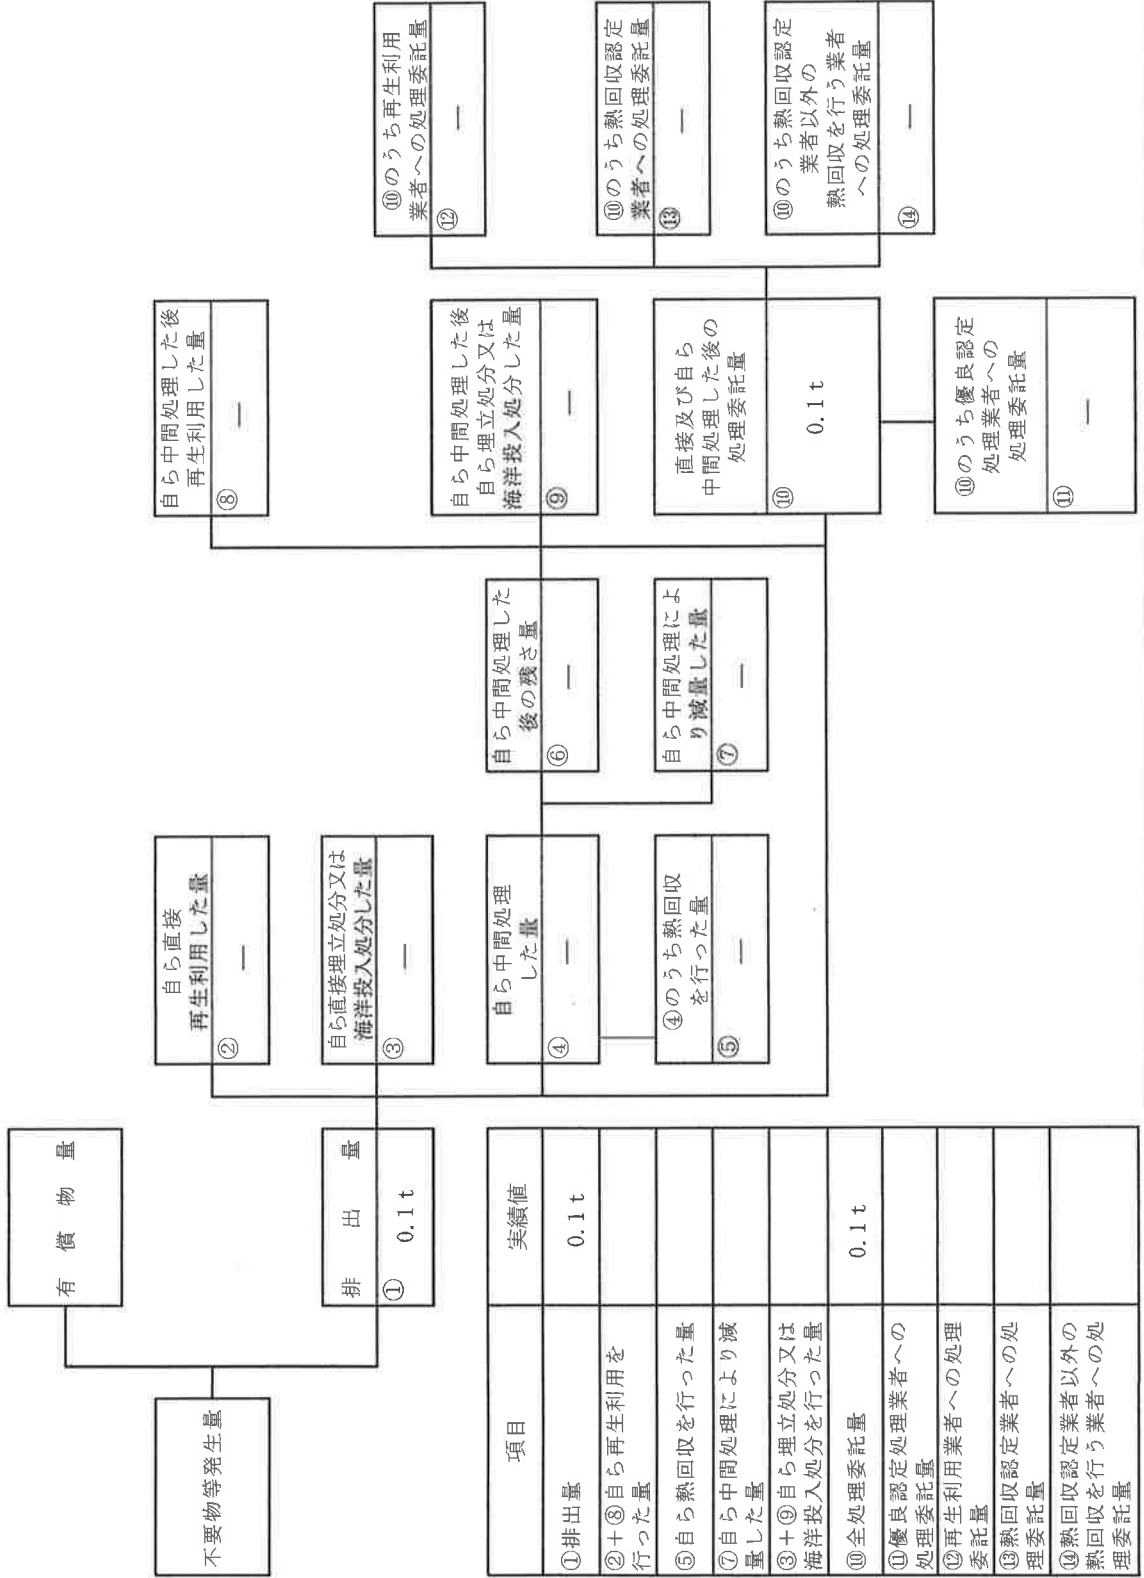 不要物等発生量
有償物量
排出量
①
0.1t
自ら直接
再生利用した量
②
—
自ら直接埋立処分又は
海洋投入処分した量
③
—
自ら中間処理
した量
④
—
④のうち熱回収
を行った量
⑤
—
自ら中間処理した
後の残さ量
⑥
—
自ら中間処理によ
り減量した量
⑦
—
自ら中間処理した後
再生利用した量
⑧
—
自ら中間処理した後
自ら埋立処分又は
海洋投入処分した量
⑨
—
直接及び自ら
中間処理した後の
処理委託量
⑩
0.1t
⑩のうち優良認定
処理業者への
処理委託量
⑪
—
⑩のうち再生利用
業者への処理委託量
⑫
—
⑩のうち熱回収認定
業者への処理委託量
⑬
—
⑩のうち熱回収認定
業者以外の
熱回収を行う業者
への処理委託量
⑭
—
項目
実績値
①排出量
0.1t
②+⑧自ら再生利用を
行った量
⑤自ら熱回収を行った量
⑦自ら中間処理により減
量した量
③+⑨自ら埋立処分又は
海洋投入処分を行った量
⑩全処理委託量
0.1t
⑪優良認定処理業者への
処理委託量
⑫再生利用業者への処理
委託量
⑬熱回収認定業者への処
理委託量
⑭熱回収認定業者以外の
熱回収を行う業者への処
理委託量